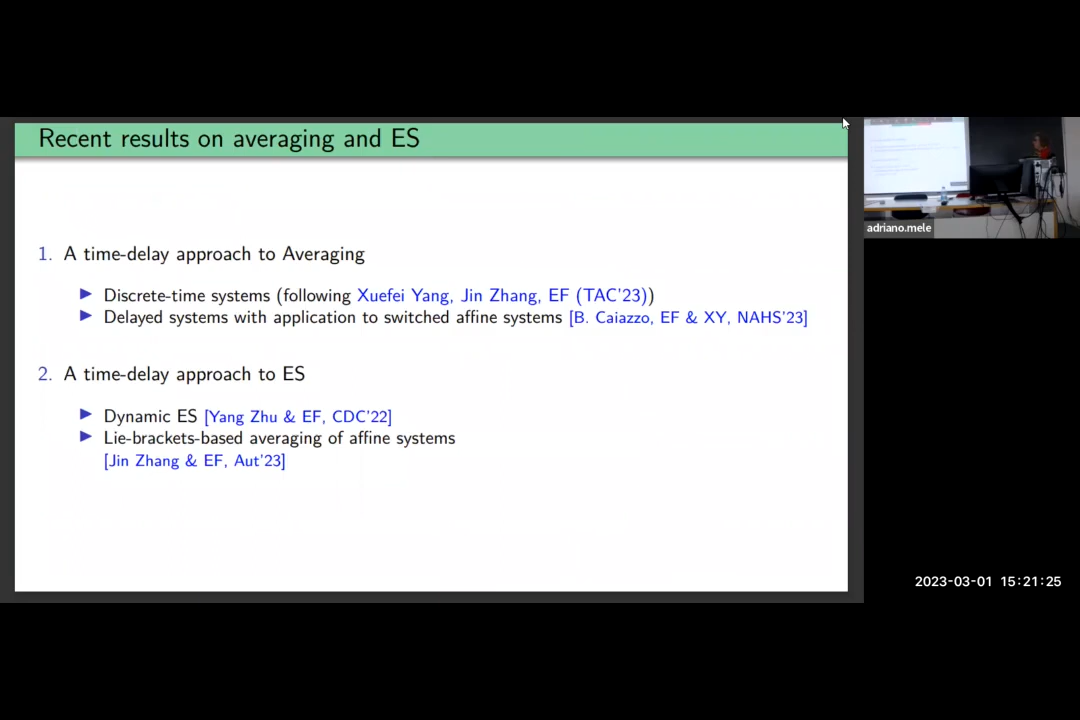 Recent results on averaging and ES
1. A time-delay approach to Averaging
▶ Discrete-time systems (following Xuefei Yang, Jin Zhang, EF (TAC'23))
▶ Delayed systems with application to switched affine systems [B. Caiazzo, EF & XY, NAHS'23]
2. A time-delay approach to ES
▶ Dynamic ES [Yang Zhu & EF, CDC'22]
▶ Lie-brackets-based averaging of affine systems
[Jin Zhang & EF, Aut'23]
adriano.mele
2023-03-01 15:21:25